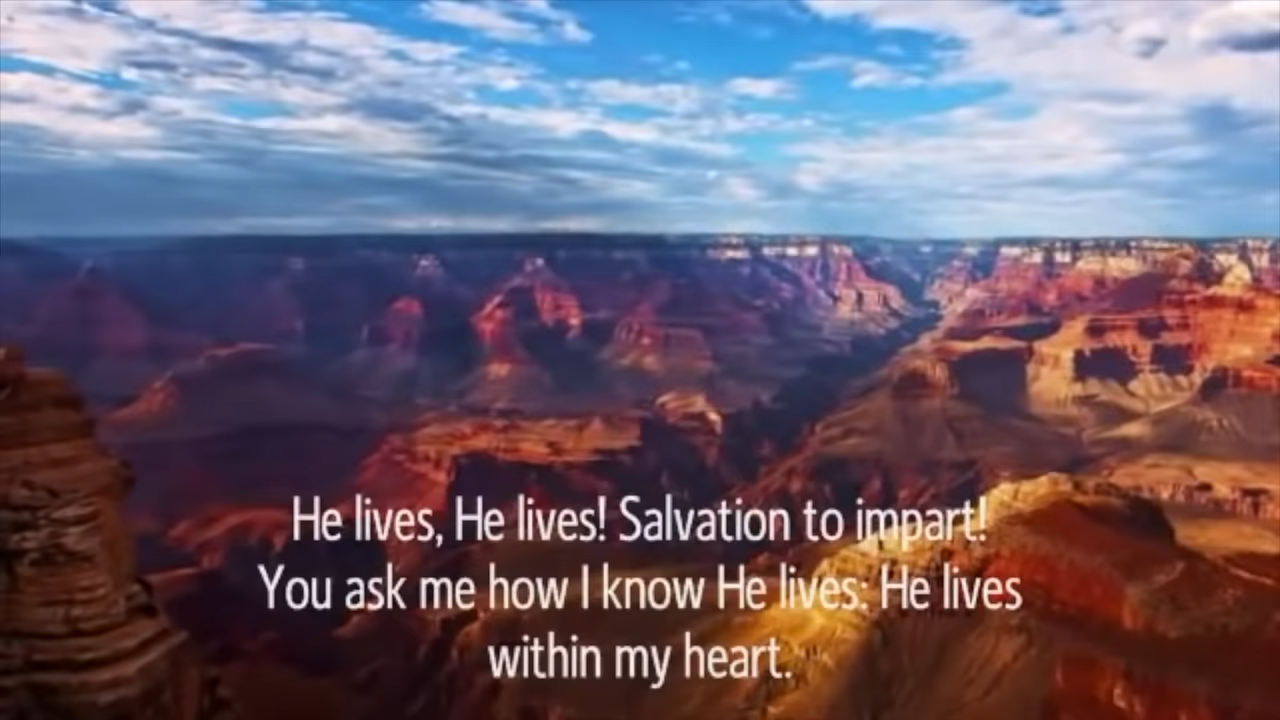 He lives, He lives! Salvation to impart!
You ask me how I know He lives: He lives
within my heart.